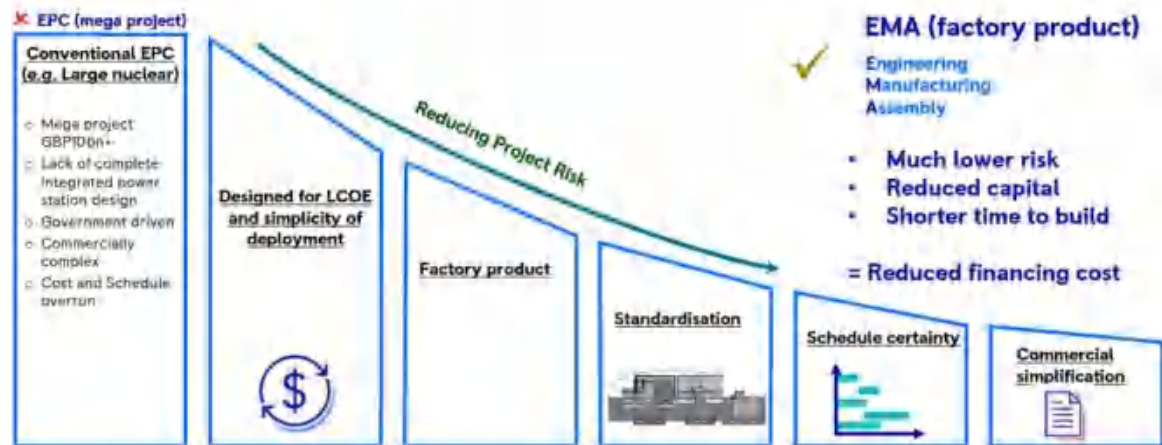 EPC (mega project)
Conventional EPC
(e.g. Large nuclear)
Mega project
GBP10bn+
Lack of complete
integrated power
station design
Government driven
Commercially
complex
Cost and Schedule
overrun
Designed for LCOE
and simplicity of
deployment
$
Reducing Project Risk
Factory product
Standardisation
Schedule certainty
Commercial
simplification
EMA (factory product)
Engineering
Manufacturing
Assembly
• Much lower risk
• Reduced capital
• Shorter time to build
= Reduced financing cost